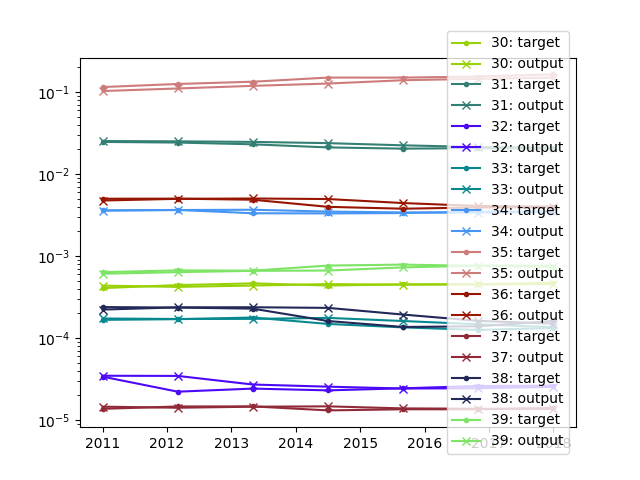 30: target
30: output
31: target
31: output
32: target
32: output
33: target
33: output
34: target
34: output
35: target
35: output
36: target
36: output
37: target
37: output
38: target
38: output
39: target
39: output
10⁻¹
10⁻²
10⁻³
10⁻⁴
10⁻⁵
2011 2012 2013 2014 2015 2016 2017 2018